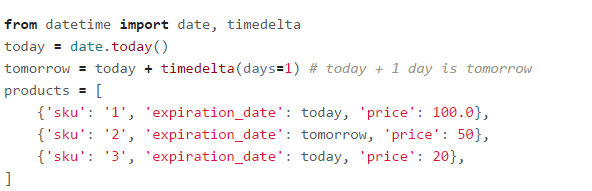 from datetime import date, timedelta
today = date.today()
tomorrow = today + timedelta(days=1) # today + 1 day is tomorrow
products = [
    {'sku': '1', 'expiration_date': today, 'price': 100.0},
    {'sku': '2', 'expiration_date': tomorrow, 'price': 50},
    {'sku': '3', 'expiration_date': today, 'price': 20},
]